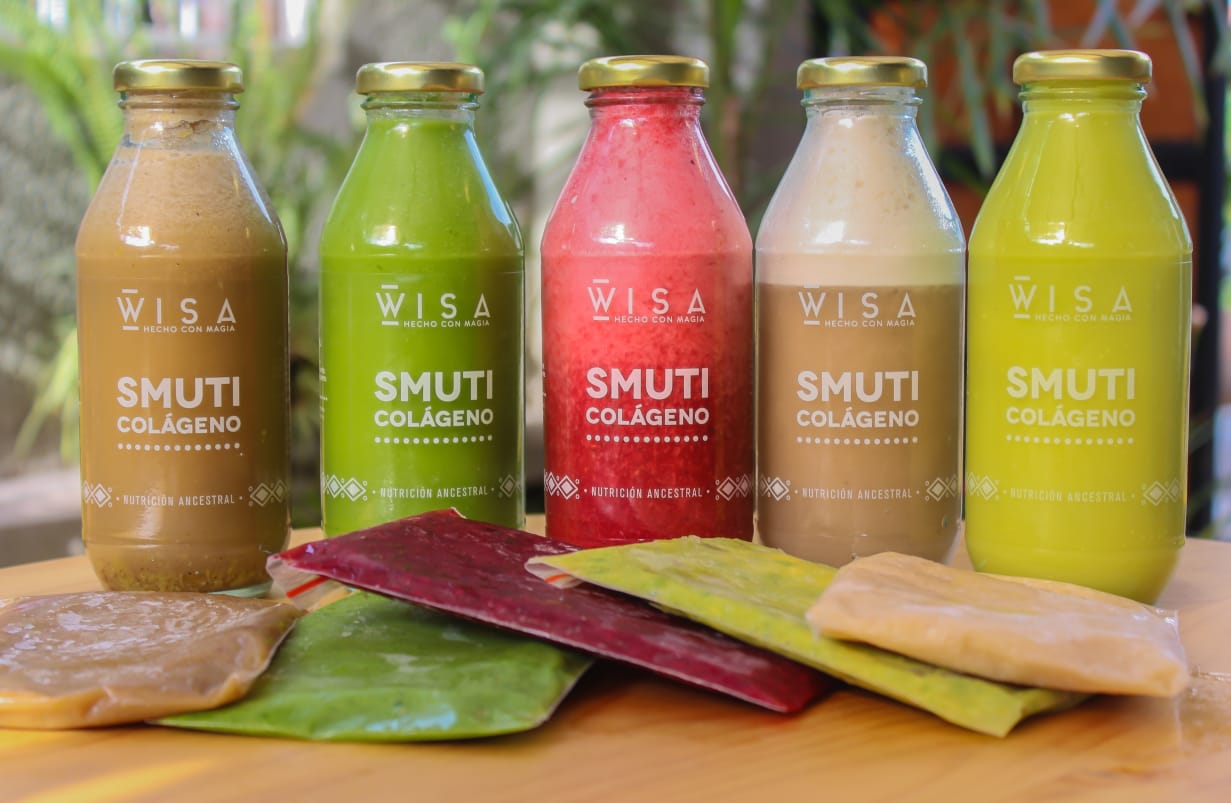 WISA
HECHO CON MAGIA
SMUTI
COLÁGENO
NUTRICIÓN ANCESTRAL
WISA
HECHO CON MAGIA
SMUTI
COLÁGENO
NUTRICIÓN ANCESTRAL
WISA
HECHO CON MAGIA
SMUTI
COLÁGENO
NUTRICIÓN ANCESTRAL
WISA
HECHO CON MAGIA
SMUTI
COLÁGENO
NUTRICIÓN ANCESTRAL
WISA
HECHO CON MAGIA
SMUTI
COLÁGENO
NUTRICIÓN ANCESTRAL